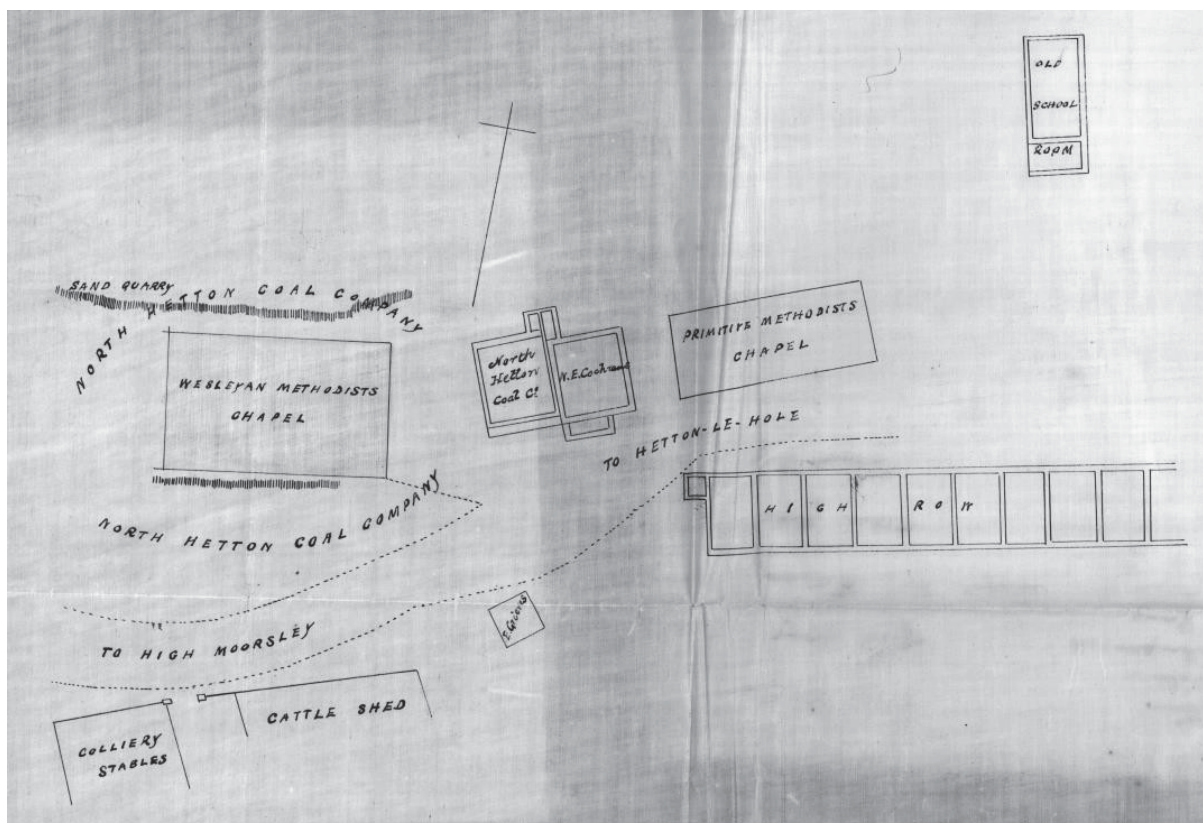 OLD
SCHOOL
ROOM
SAND QUARRY
NORTH HETTON COAL COMPANY
WESLEYAN METHODISTS
CHAPEL
North
Hetton
Coal Co
W.E. Cochrane
PRIMITIVE METHODISTS
CHAPEL
TO HETTON-LE-HOLE
HIGH ROW
NORTH HETTON COAL COMPANY
TO HIGH MOORSLEY
CATTLE SHED
COLLIERY
STABLES